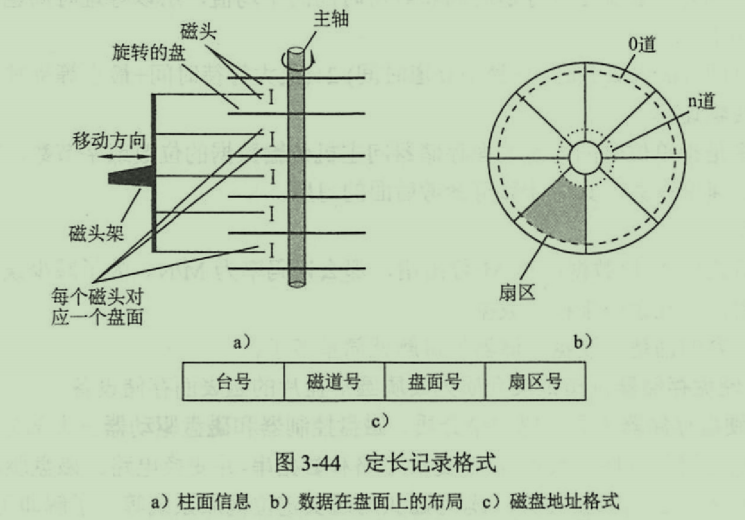 磁头
主轴
旋转的盘
移动方向
磁头架
每个磁头对
应一个盘面
0道
n道
扇区
a)
b)
台号 磁道号 盘面号 扇区号
c)
图 3-44 定长记录格式
a) 柱面信息 b) 数据在盘面上的布局 c) 磁盘地址格式